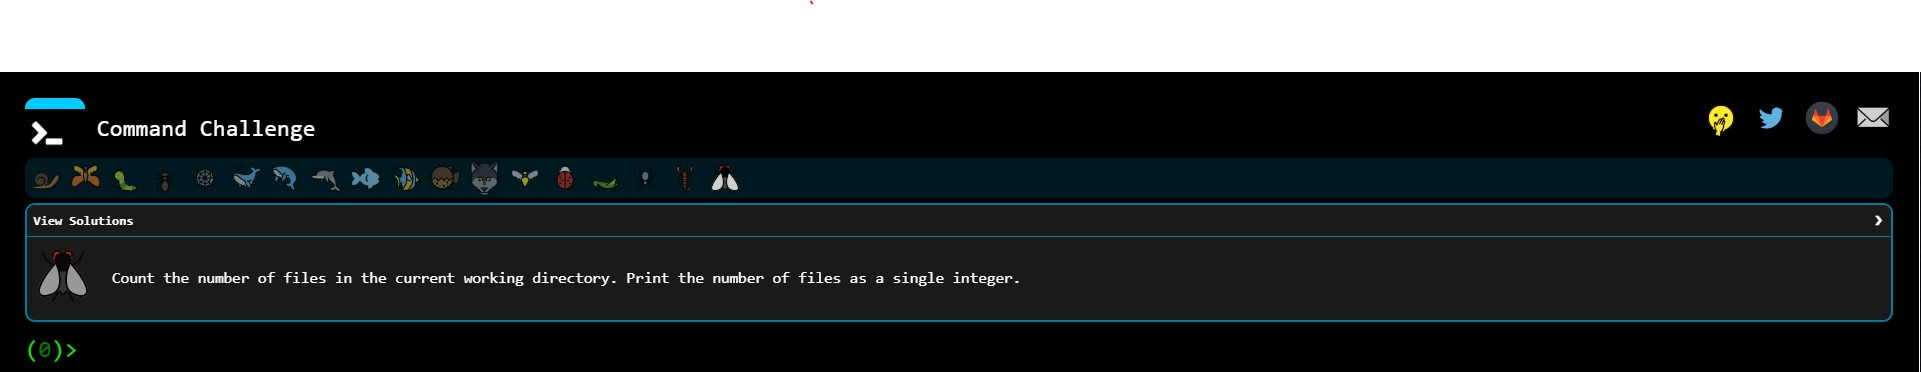 Command Challenge
View Solutions
Count the number of files in the current working directory. Print the number of files as a single integer.
(0)>